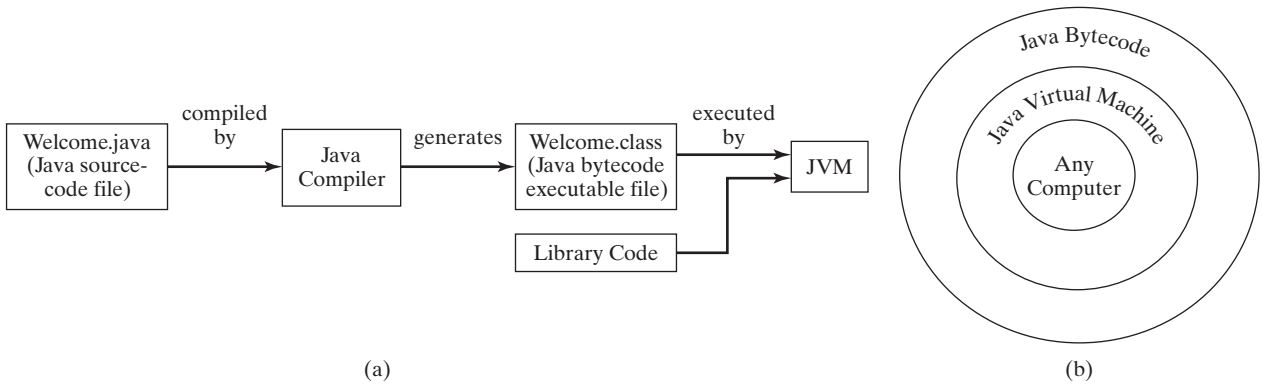 Welcome.java
(Java source-
code file)
compiled
by
Java
Compiler
generates
Welcome.class
(Java bytecode
executable file)
executed
by
JVM
Library Code
(a)
Java Bytecode
Java Virtual Machine
Any
Computer
(b)